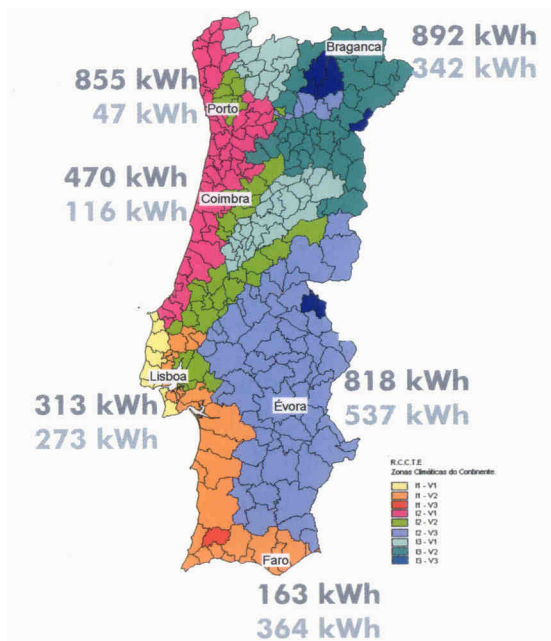 Braganca
892 kWh
342 kWh
855 kWh
47 kWh
Porto
470 kWh
116 kWh
Coimbra
Lisboa
313 kWh
273 kWh
Évora
818 kWh
537 kWh
R.C.C.T.E
Zonas Climáticas do Continente
I1 - V1
I1 - V2
I1 - V3
I2 - V1
I2 - V2
I2 - V3
I3 - V1
I3 - V2
I3 - V3
Faro
163 kWh
364 kWh